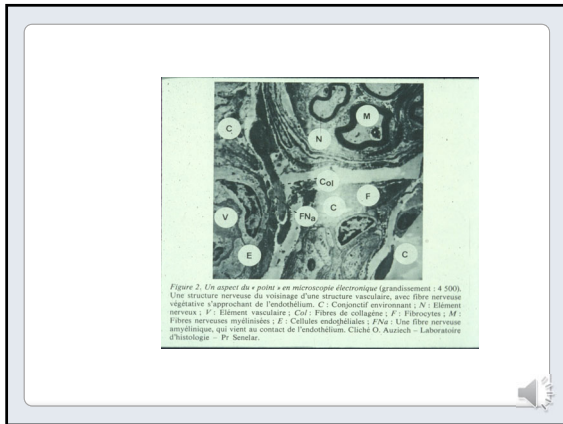 C
M
N
Col
F
C
FNa
V
E
C
Figure 2, Un aspect du « point » en microscopie électronique (grandissement : 4 500).
Une structure nerveuse du voisinage d'une structure vasculaire, avec fibre nerveuse
végétative s'approchant de l'endothélium. C : Conjonctif environnant ; N : Elément
nerveux ; V : Elément vasculaire ; Col : Fibres de collagène ; F : Fibrocytes ; M :
Fibres nerveuses myélinisées ; E : Cellules endothéliales ; FNa : Une fibre nerveuse
amyélinique, qui vient au contact de l'endothélium. Cliché O. Auziech – Laboratoire
d'histologie – Pr Senelar.